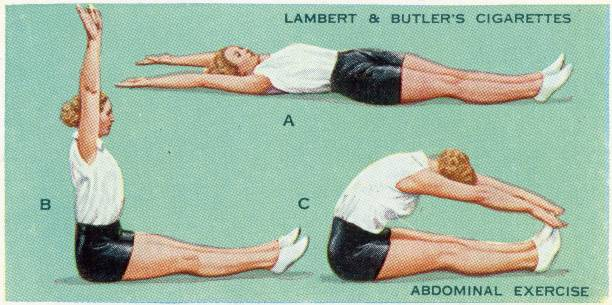 LAMBERT & BUTLER'S CIGARETTES
A
B
C
ABDOMINAL EXERCISE